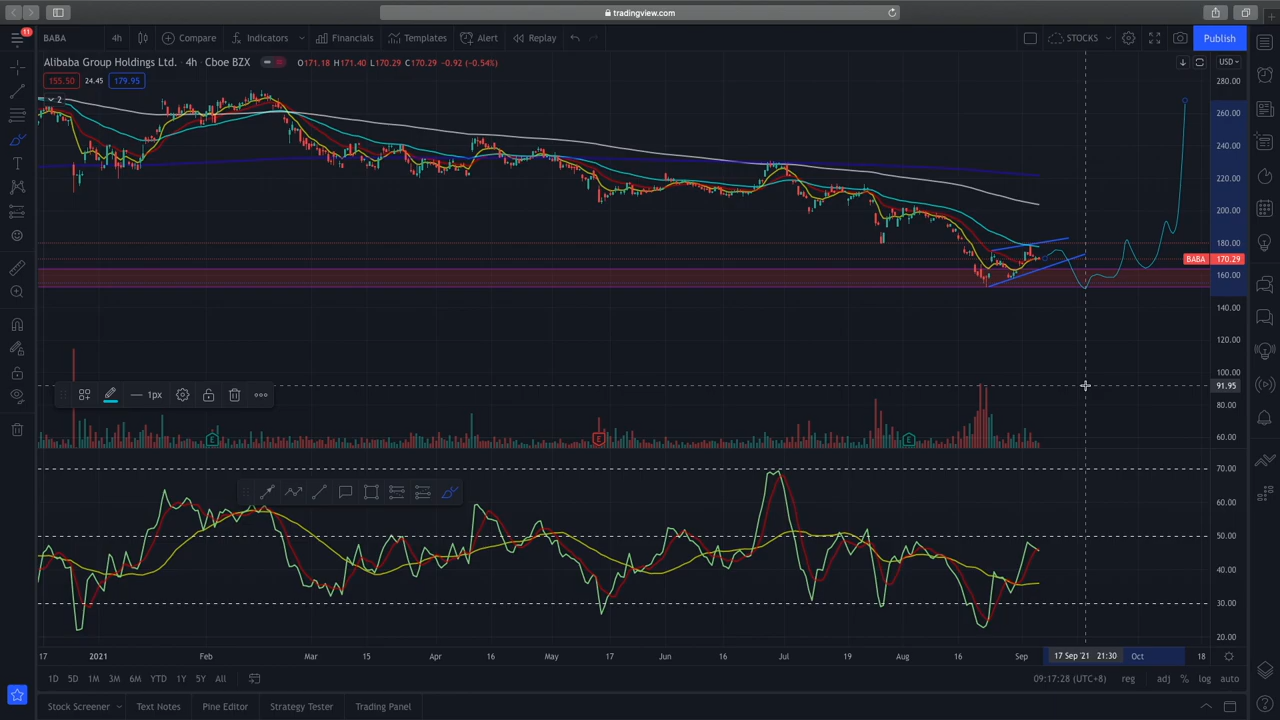 tradingview.com
11
BABA 4h Compare Indicators Financials Templates Alert Replay STOCKS Publish
Alibaba Group Holdings Ltd. · 4h · Cboe BZX O171.18 H171.40 L170.29 C170.29 -0.92 (-0.54%) USD
155.50 24.45 179.95
2
280.00
260.00
240.00
220.00
200.00
180.00
BABA 170.29
160.00
140.00
120.00
100.00
91.95
1px
80.00
E E E
60.00
70.00
60.00
50.00
40.00
30.00
20.00
17 2021 Feb Mar 15 Apr 16 May 17 Jun 16 Jul 19 Aug 16 Sep 17 Sep '21 21:30 Oct 18
1D 5D 1M 3M 6M YTD 1Y 5Y All 09:17:28 (UTC+8) reg adj % log auto
Stock Screener Text Notes Pine Editor Strategy Tester Trading Panel